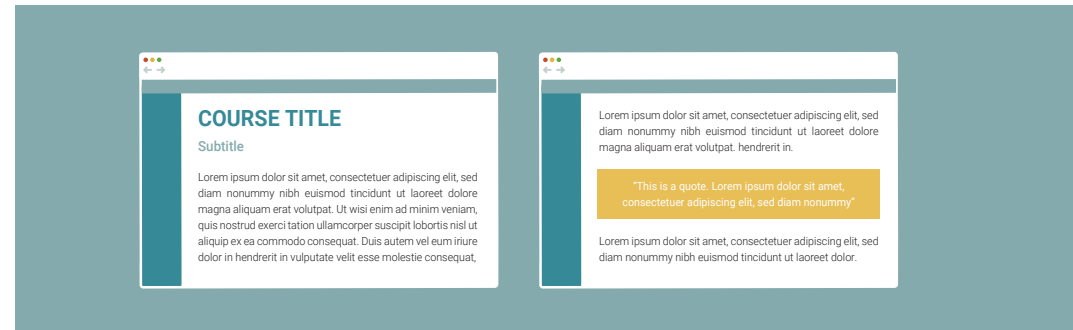 COURSE TITLE
Subtitle
Lorem ipsum dolor sit amet, consectetuer adipiscing elit, sed
diam nonummy nibh euismod tincidunt ut laoreet dolore
magna aliquam erat volutpat. Ut wisi enim ad minim veniam,
quis nostrud exerci tation ullamcorper suscipit lobortis nisl ut
aliquip ex ea commodo consequat. Duis autem vel eum iriure
dolor in hendrerit in vulputate velit esse molestie consequat,
Lorem ipsum dolor sit amet, consectetuer adipiscing elit, sed
diam nonummy nibh euismod tincidunt ut laoreet dolore
magna aliquam erat volutpat. hendrerit in.
“This is a quote. Lorem ipsum dolor sit amet,
consectetuer adipiscing elit, sed diam nonummy”
Lorem ipsum dolor sit amet, consectetuer adipiscing elit, sed
diam nonummy nibh euismod tincidunt ut laoreet dolor.